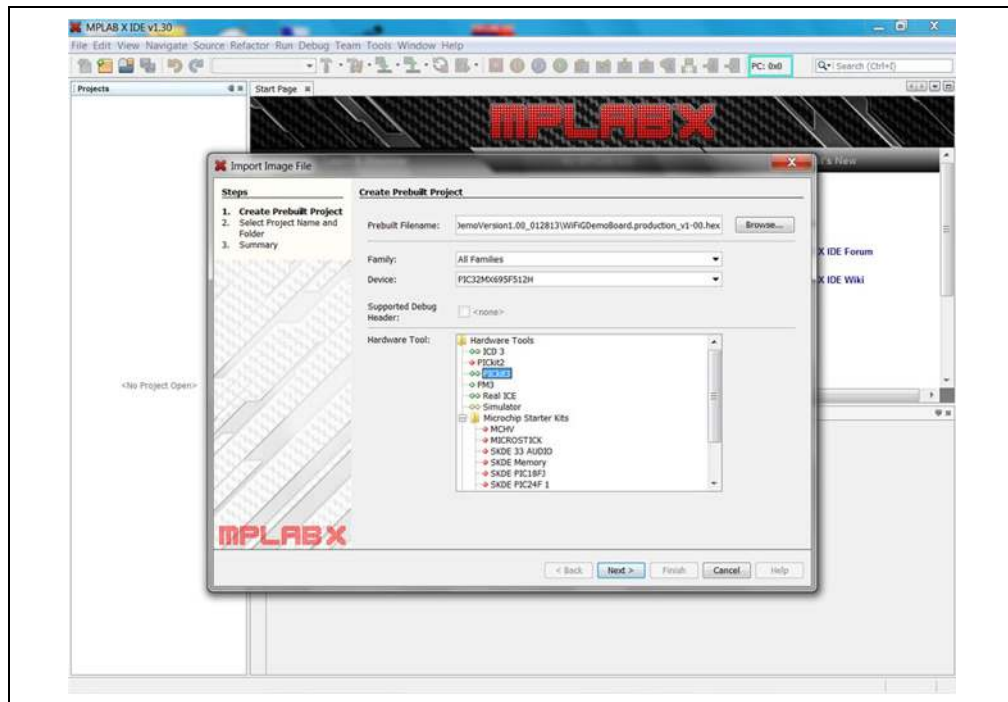 MPLAB X IDE v1.30
File Edit View Navigate Source Refactor Run Debug Team Tools Window Help
PC: 0x0
Search (Ctrl+I)
Projects
Start Page
MPLABX
Import Image File
's New
Steps
1. Create Prebuilt Project
2. Select Project Name and
Folder
3. Summary
Create Prebuilt Project
Prebuilt Filename:
DemoVersion1.00_012813\WiFiGDemoBoard.production_v1-00.hex
Browse...
Family:
All Families
Device:
PIC32MX695F512H
Supported Debug
Header:
<none>
Hardware Tool:
Hardware Tools
ICD 3
PICkit2
PICkit3
PM3
Real ICE
Simulator
Microchip Starter Kits
MCHV
MICROSTICK
SKDE 33 AUDIO
SKDE Memory
SKDE PIC18FJ
SKDE PIC24F 1
X IDE Forum
X IDE Wiki
<No Project Open>
MPLABX
< Back
Next >
Finish
Cancel
Help